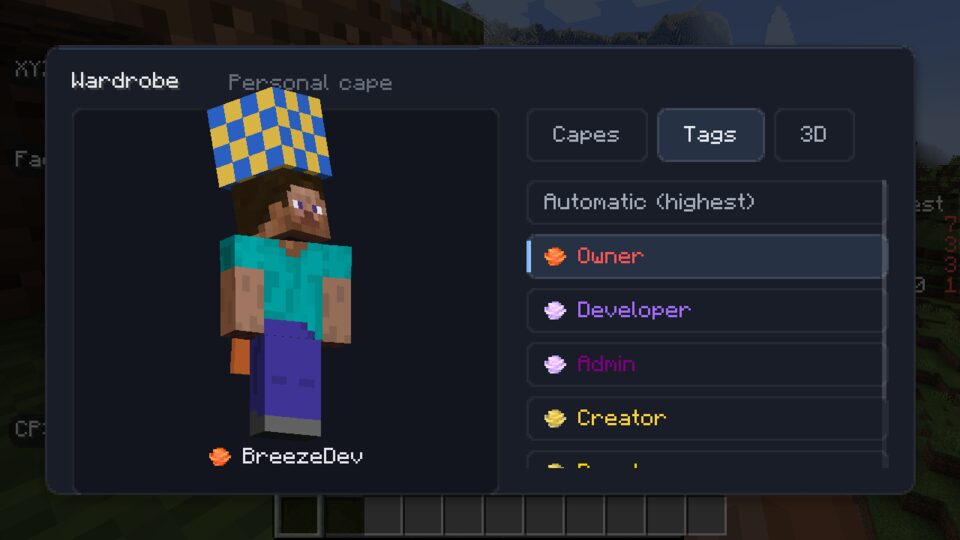 Wardrobe
Personal cape
Capes
Tags
3D
Automatic (highest)
Owner
Developer
Admin
Creator
BreezeDev